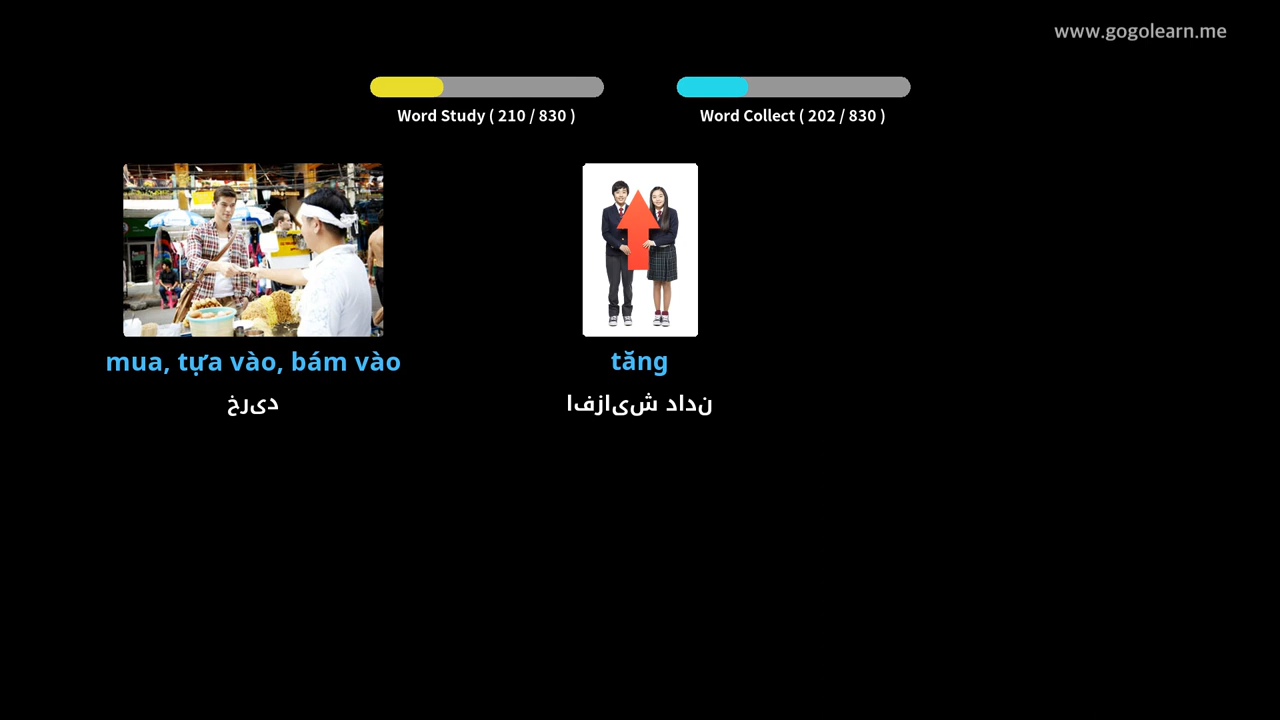 www.gogolearn.me
Word Study ( 210 / 830 )
Word Collect ( 202 / 830 )
mua, tựa vào, bám vào
خرید
tăng
افزایش دادن